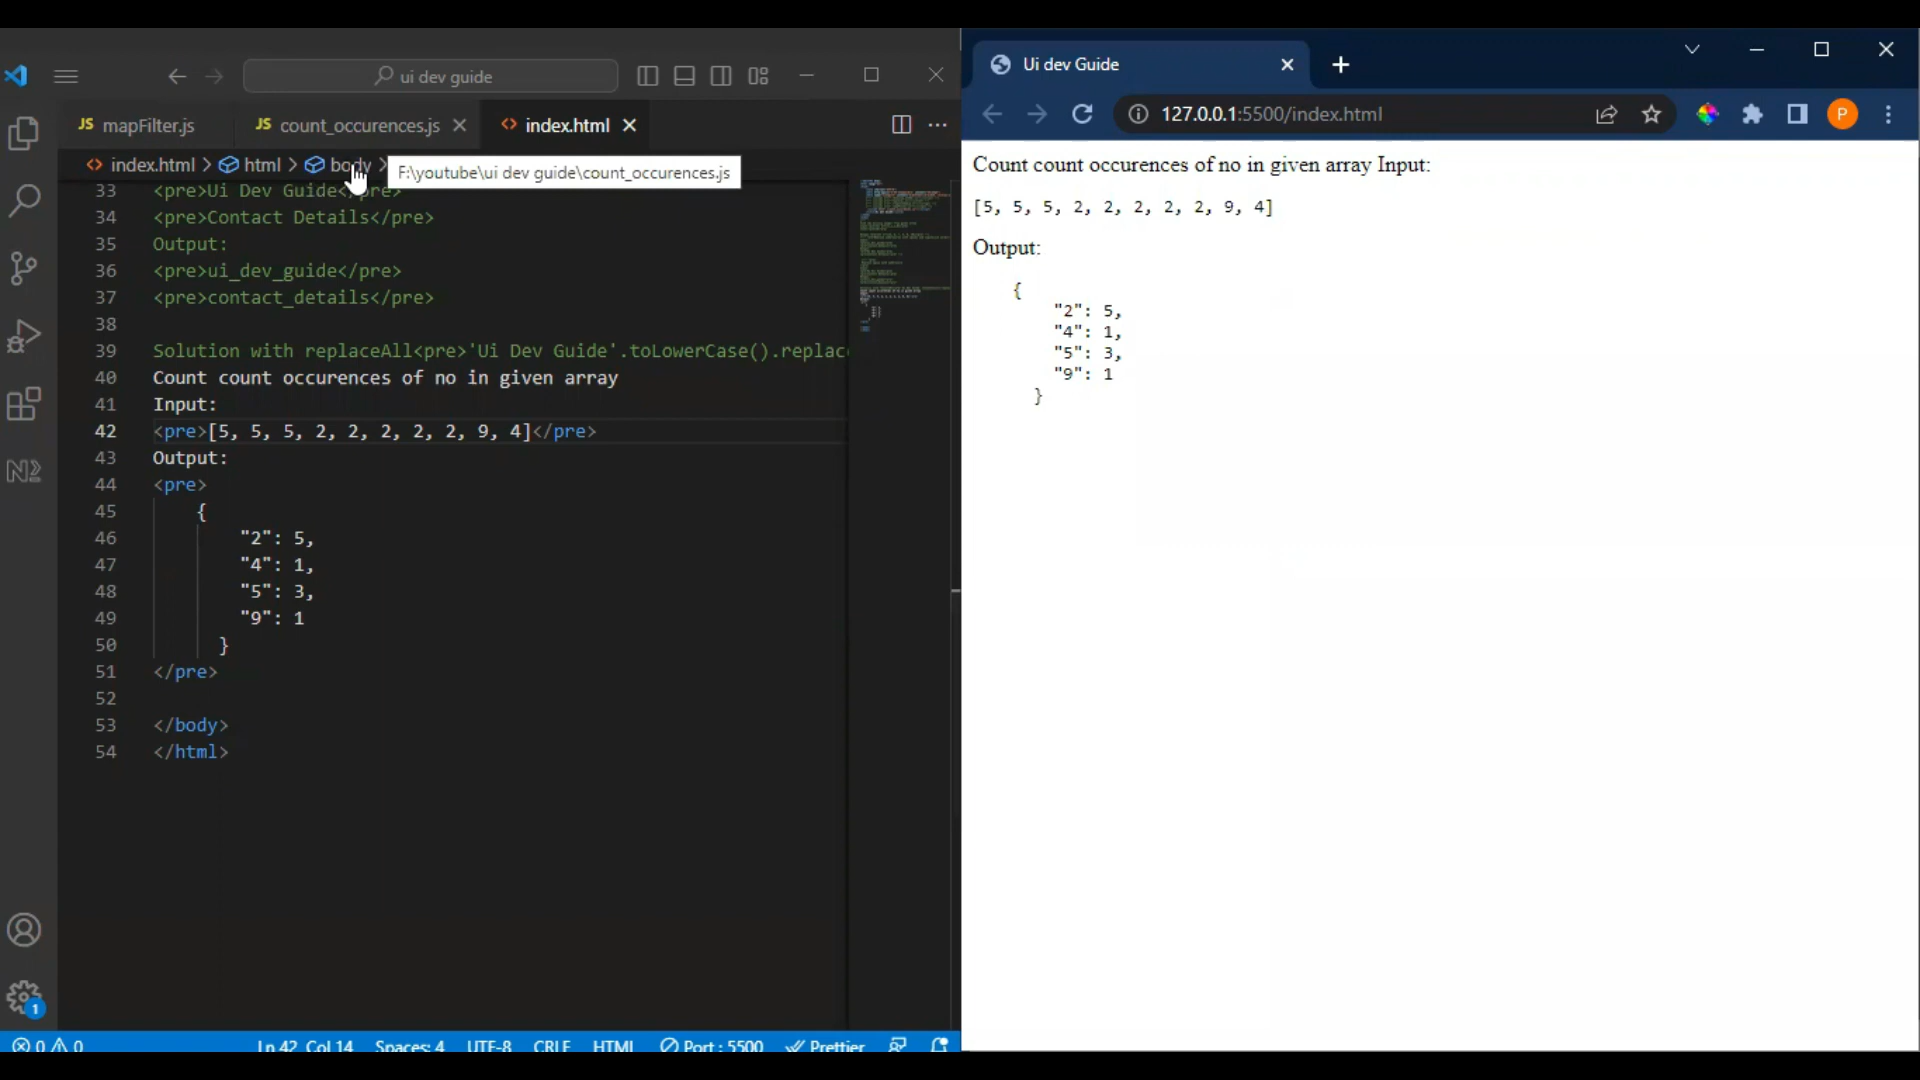 ui dev guide
JS mapFilter.js
JS count_occurences.js
index.html
index.html > html > body >
F:\youtube\ui dev guide\count_occurences.js
33 <pre>Ui Dev Guide</pre>
34 <pre>Contact Details</pre>
35 Output:
36 <pre>ui_dev_guide</pre>
37 <pre>contact_details</pre>
38
39 Solution with replaceAll<pre>'Ui Dev Guide'.toLowerCase().replac
40 Count count occurences of no in given array
41 Input:
42 <pre>[5, 5, 5, 2, 2, 2, 2, 2, 9, 4]</pre>
43 Output:
44 <pre>
45 {
46 "2": 5,
47 "4": 1,
48 "5": 3,
49 "9": 1
50 }
51 </pre>
52
53 </body>
54 </html>
1
0 0 Ln 42, Col 14 Spaces: 4 UTF-8 CRLF HTML Port : 5500 Prettier
Ui dev Guide
127.0.0.1:5500/index.html
P
Count count occurences of no in given array Input:
[5, 5, 5, 2, 2, 2, 2, 2, 9, 4]
Output:
{
"2": 5,
"4": 1,
"5": 3,
"9": 1
}